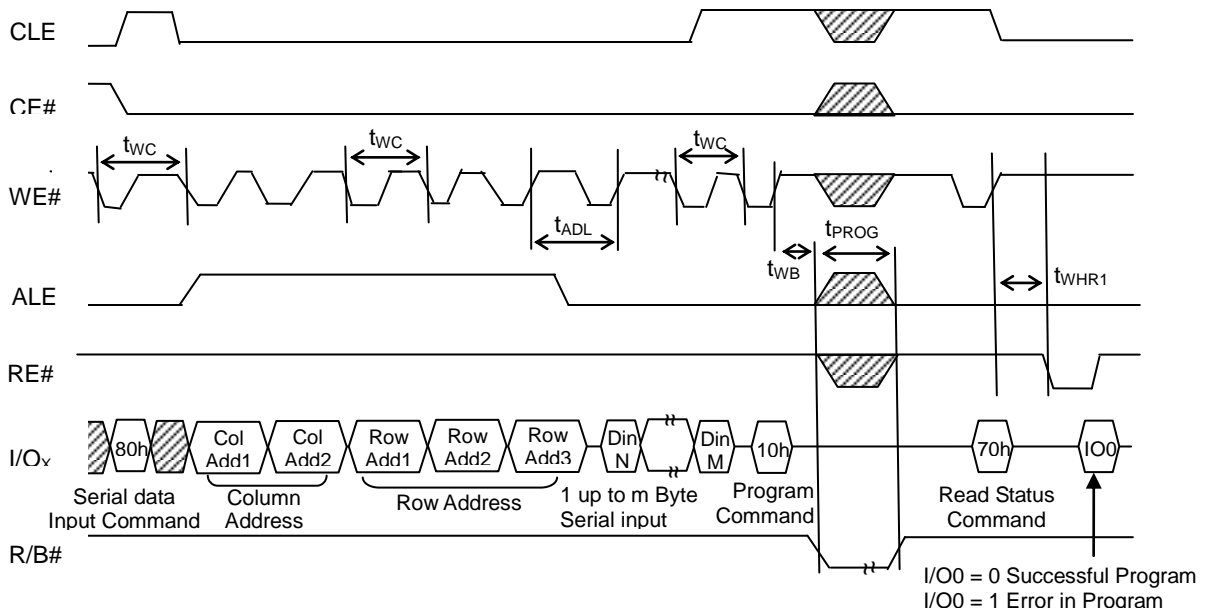 CLE
CE#
tWC
tWC
tWC
WE#
tADL
tPROG
tWB
tWHR1
ALE
RE#
I/Ox
80h
Col Add1
Col Add2
Row Add1
Row Add2
Row Add3
Din N
Din M
10h
70h
IO0
Serial data
Input Command
Column
Address
Row Address
1 up to m Byte
Serial input
Program
Command
Read Status
Command
R/B#
I/O0 = 0 Successful Program
I/O0 = 1 Error in Program